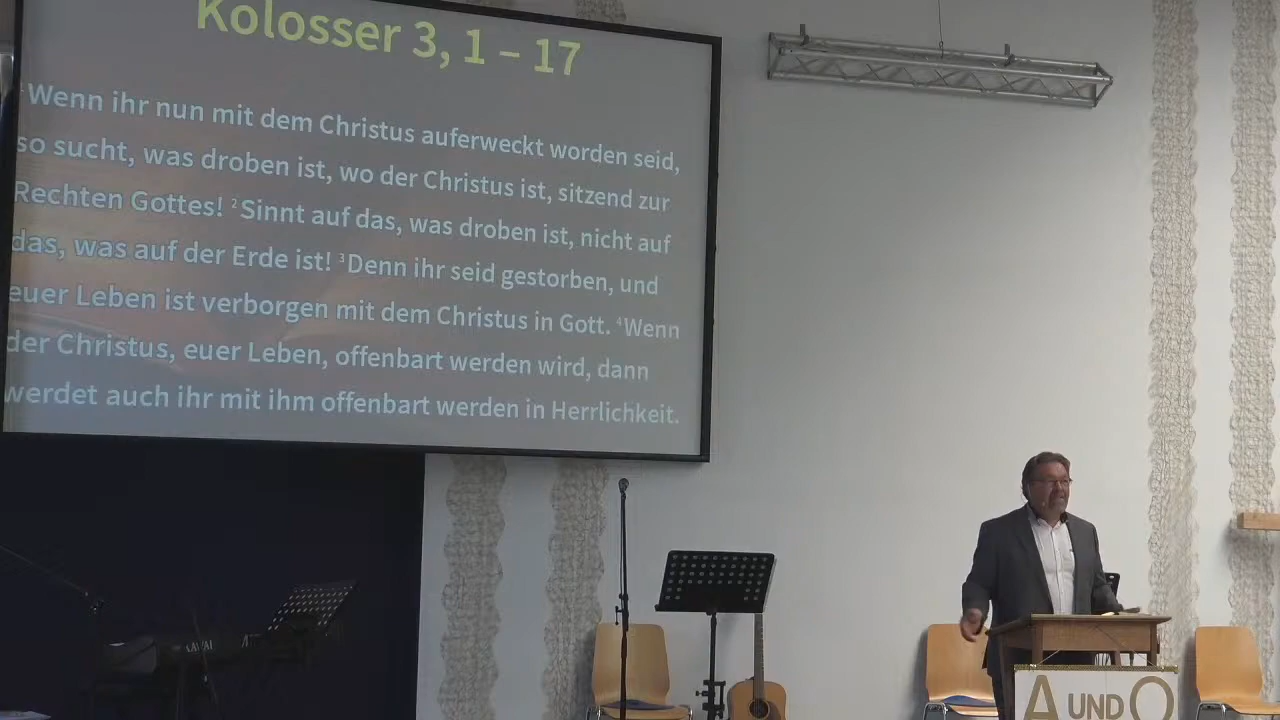 Kolosser 3, 1 – 17
Wenn ihr nun mit dem Christus auferweckt worden seid,
so sucht, was droben ist, wo der Christus ist, sitzend zur
Rechten Gottes! ²Sinnt auf das, was droben ist, nicht auf
das, was auf der Erde ist! ³Denn ihr seid gestorben, und
euer Leben ist verborgen mit dem Christus in Gott. ⁴Wenn
der Christus, euer Leben, offenbart werden wird, dann
werdet auch ihr mit ihm offenbart werden in Herrlichkeit.
KAWAI
A UND O